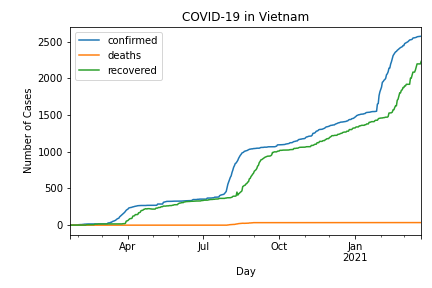 COVID-19 in Vietnam
confirmed
deaths
recovered
Number of Cases
2500
2000
1500
1000
500
0
Apr
Jul
Oct
Jan
2021
Day